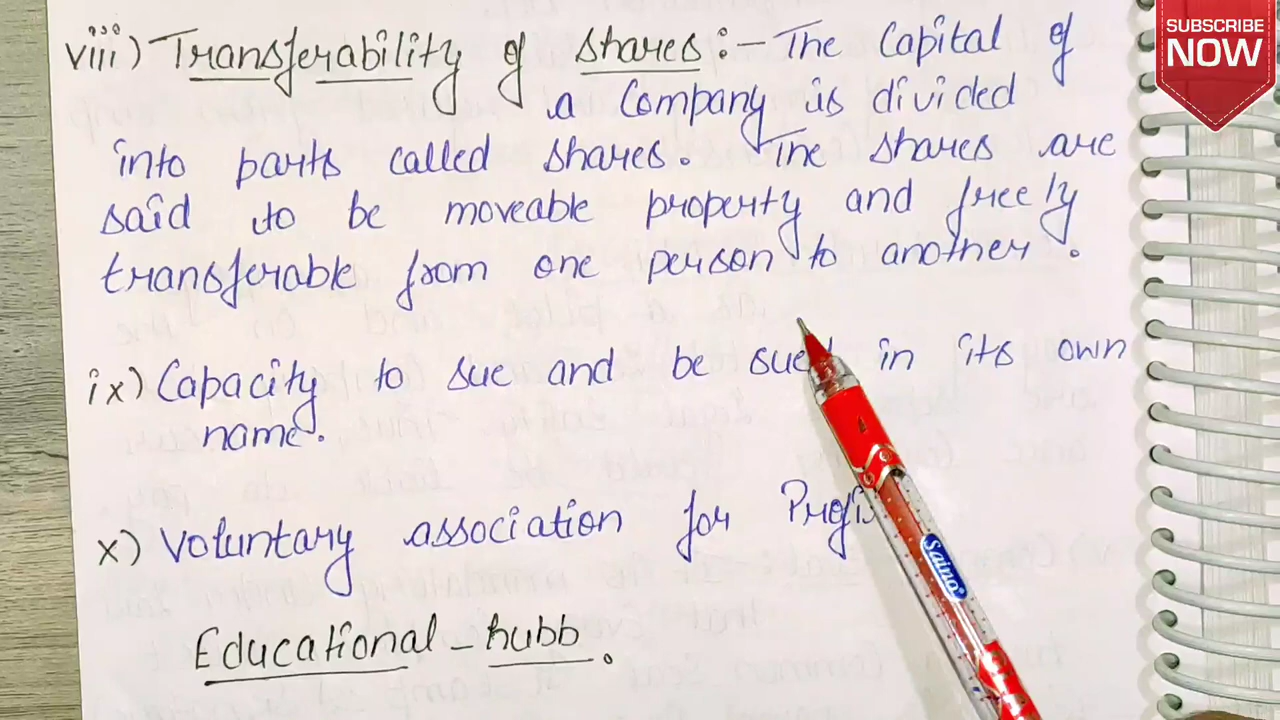 viii) Transferability of shares :- The Capital of
a Company is divided
into parts called shares. The shares are
said to be moveable property and freely
transferable from one person to another.
ix) Capacity to sue and be sued in its own
name.
x) Voluntary association for
Educational-hubb.
Saino
SUBSCRIBE
NOW